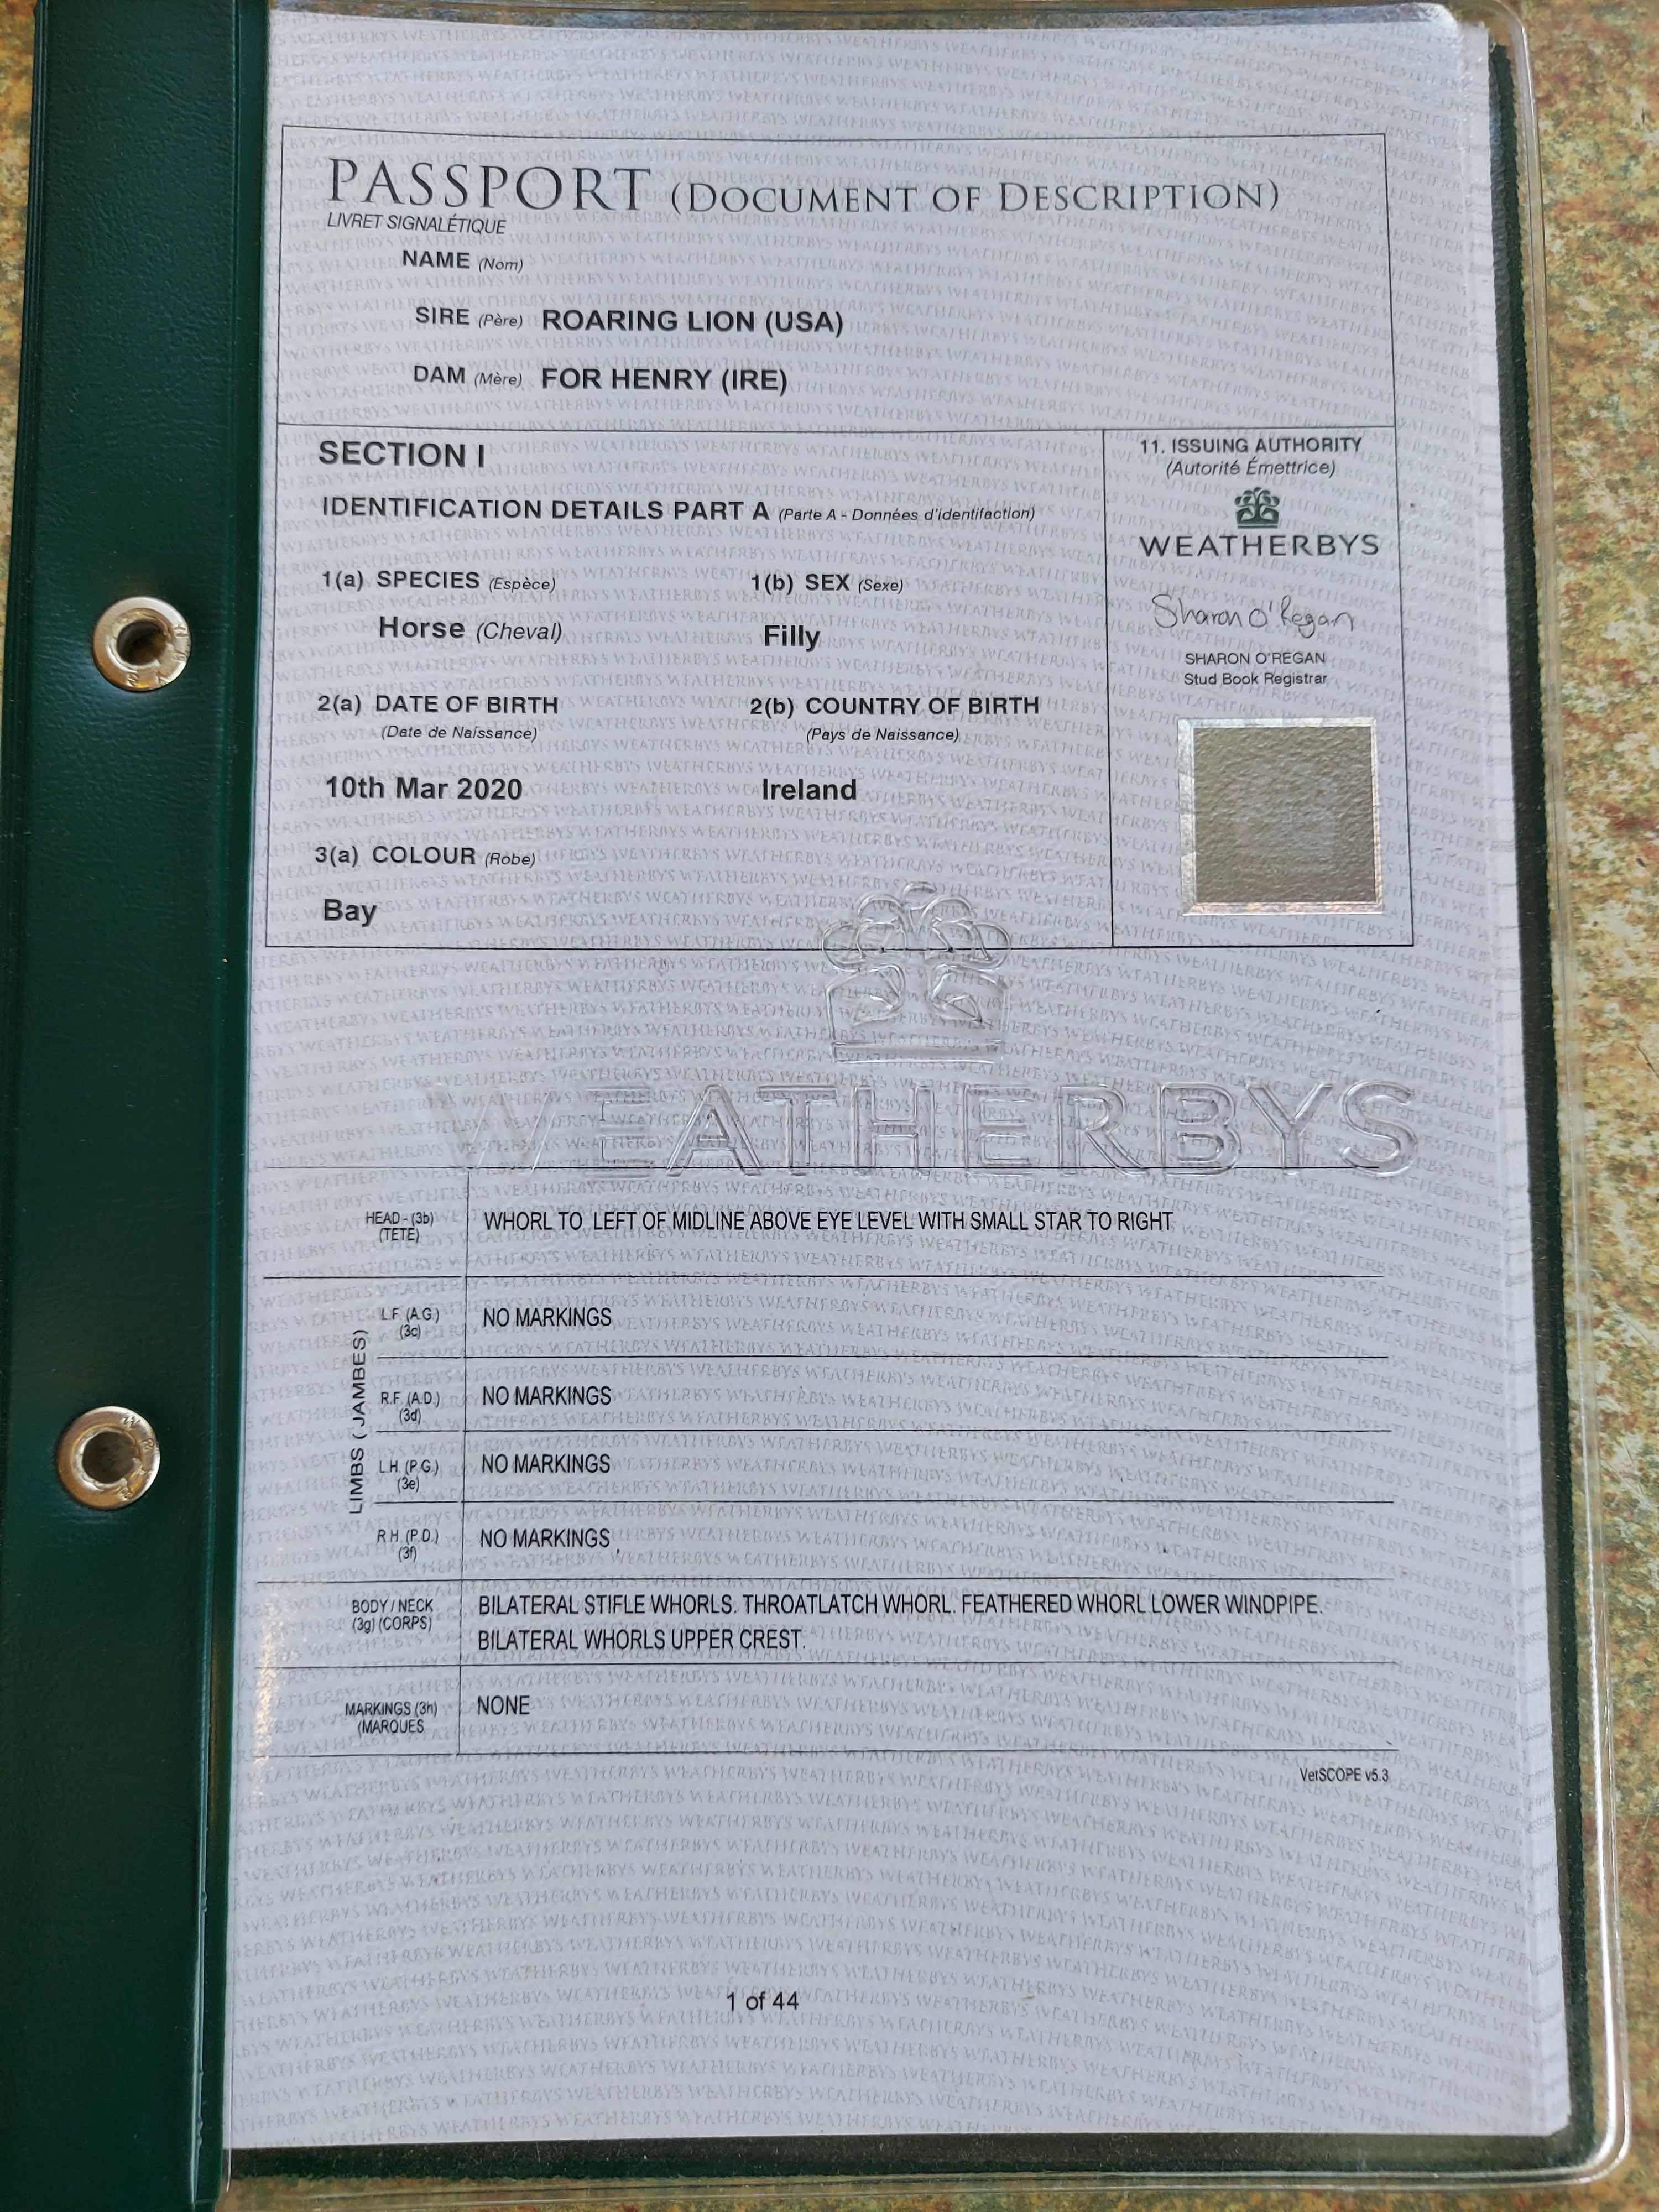 PASSPORT (DOCUMENT OF DESCRIPTION)
LIVRET SIGNALÉTIQUE
NAME (Nom)
SIRE (Père) ROARING LION (USA)
DAM (Mère) FOR HENRY (IRE)
SECTION I
IDENTIFICATION DETAILS PART A (Parte A - Données d'identifaction)
1(a) SPECIES (Espèce) 1(b) SEX (Sexe)
Horse (Cheval) Filly
2(a) DATE OF BIRTH 2(b) COUNTRY OF BIRTH
(Date de Naissance) (Pays de Naissance)
10th Mar 2020 Ireland
3(a) COLOUR (Robe)
Bay
11. ISSUING AUTHORITY
(Autorité Émettrice)
WEATHERBYS
Sharon O'Regan
SHARON O'REGAN
Stud Book Registrar
WEATHERBYS
HEAD - (3b) WHORL TO LEFT OF MIDLINE ABOVE EYE LEVEL WITH SMALL STAR TO RIGHT
(TETE)
LIMBS (JAMBES)
L.F (A.G.) NO MARKINGS
(3c)
R.F. (A.D.) NO MARKINGS
(3d)
L.H. (P.G.) NO MARKINGS
(3e)
R.H. (P.D.) NO MARKINGS
(3f)
BODY / NECK BILATERAL STIFLE WHORLS. THROATLATCH WHORL. FEATHERED WHORL LOWER WINDPIPE.
(3g) (CORPS) BILATERAL WHORLS UPPER CREST.
MARKINGS (3h) NONE
(MARQUES
VetSCOPE v5.3
1 of 44